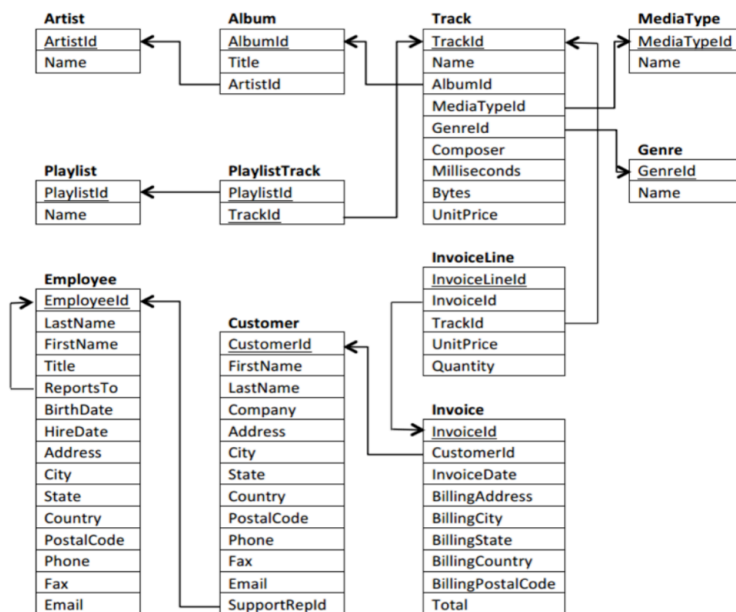 Artist
ArtistId
Name
Album
AlbumId
Title
ArtistId
Track
TrackId
Name
AlbumId
MediaTypeId
GenreId
Composer
Milliseconds
Bytes
UnitPrice
MediaType
MediaTypeId
Name
Genre
GenreId
Name
Playlist
PlaylistId
Name
PlaylistTrack
PlaylistId
TrackId
Employee
EmployeeId
LastName
FirstName
Title
ReportsTo
BirthDate
HireDate
Address
City
State
Country
PostalCode
Phone
Fax
Email
Customer
CustomerId
FirstName
LastName
Company
Address
City
State
Country
PostalCode
Phone
Fax
Email
SupportRepId
InvoiceLine
InvoiceLineId
InvoiceId
TrackId
UnitPrice
Quantity
Invoice
InvoiceId
CustomerId
InvoiceDate
BillingAddress
BillingCity
BillingState
BillingCountry
BillingPostalCode
Total